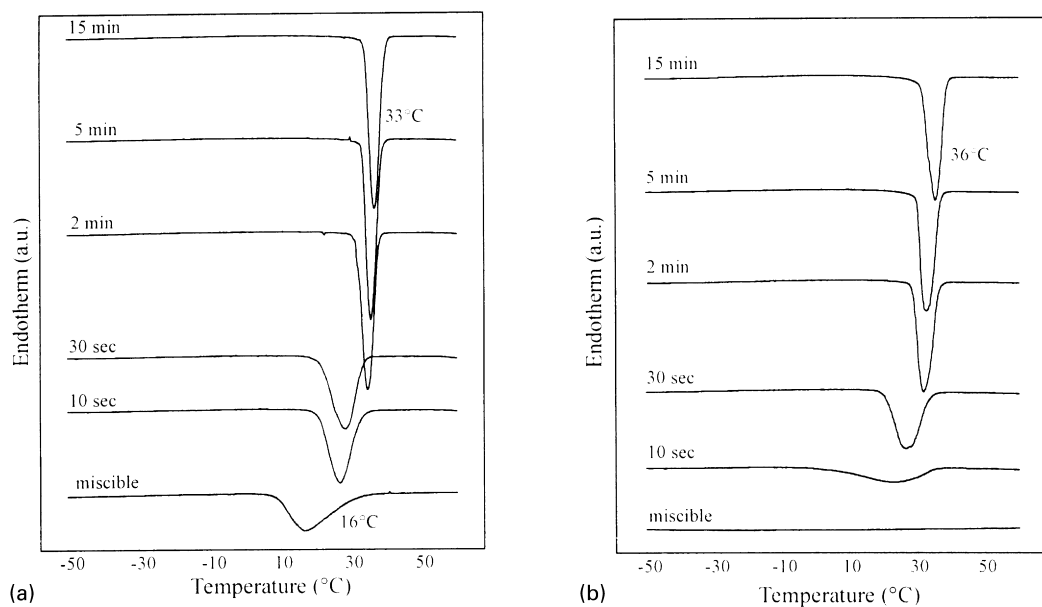 15 min
33°C
5 min
2 min
30 sec
10 sec
miscible
16°C
Endotherm (a.u.)
-50 -30 -10 10 30 50
Temperature (°C)
(a)
15 min
36°C
5 min
2 min
30 sec
10 sec
miscible
Endotherm (a.u.)
-50 -30 -10 10 30 50
Temperature (°C)
(b)